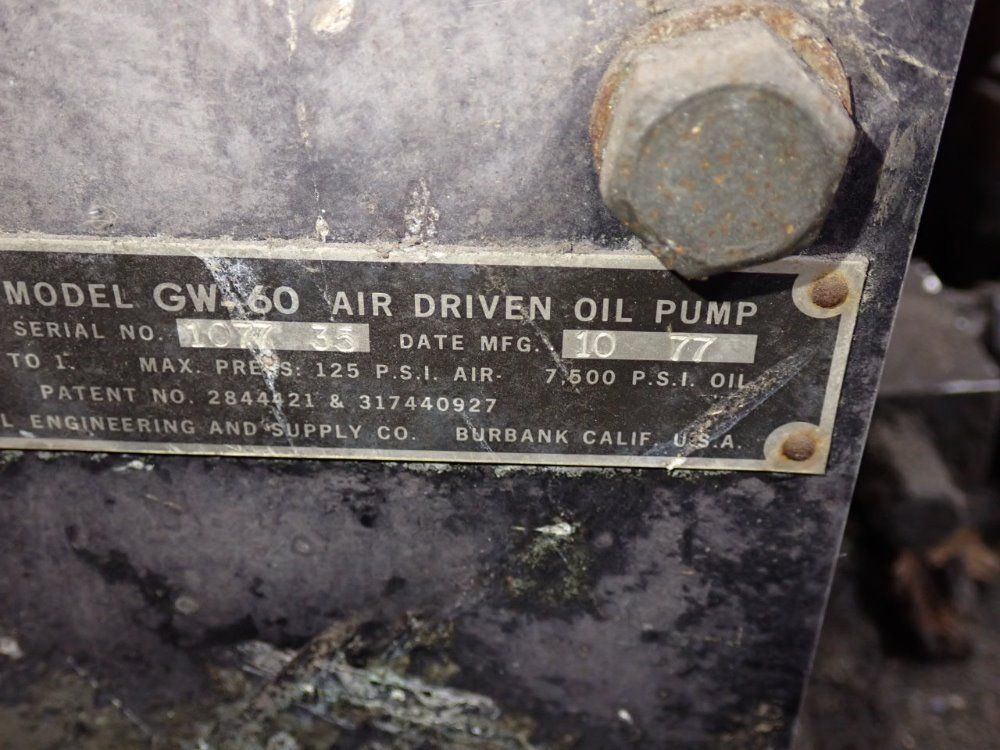 MODEL GW-60 AIR DRIVEN OIL PUMP
SERIAL NO. 1077 35 DATE MFG. 10 77
TO 1. MAX. PRESS: 125 P.S.I. AIR- 7,500 P.S.I. OIL
PATENT NO. 2844421 & 317440927
L ENGINEERING AND SUPPLY CO. BURBANK CALIF. U.S.A.